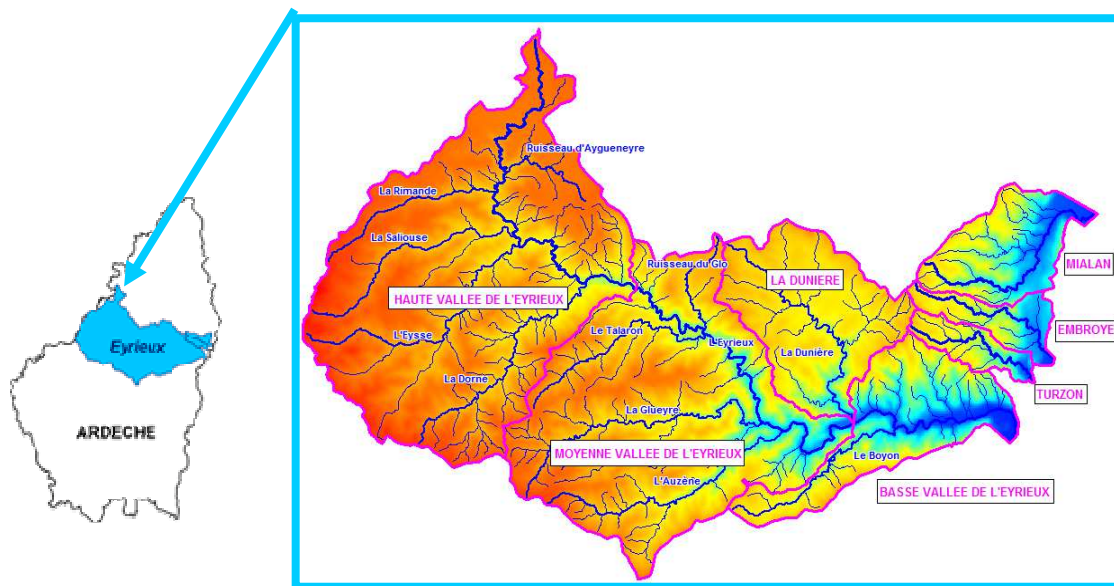 Eyrieux
ARDECHE
Ruisseau d'Aygueneyre
La Rimande
La Saliouse
HAUTE VALLEE DE L'EYRIEUX
L'Eysse
La Dorne
Ruisseau du Glo
LA DUNIERE
Le Talaron
L'Eyrieux
La Dunière
La Glueyre
MOYENNE VALLEE DE L'EYRIEUX
L'Auzène
Le Boyon
BASSE VALLEE DE L'EYRIEUX
MIALAN
EMBROYE
TURZON